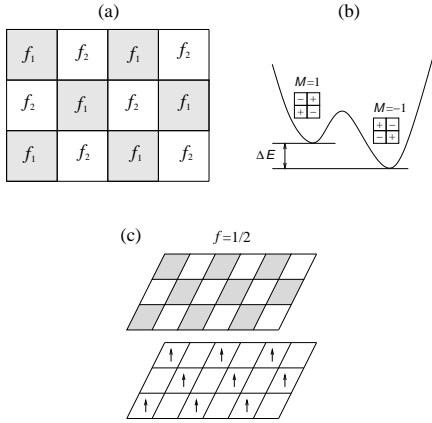 (a)
(b)
f₁ f₂ f₁ f₂
f₂ f₁ f₂ f₁
f₁ f₂ f₁ f₂
M=1
− +
+ −
M=−1
+ −
− +
ΔE
(c)
f=1/2